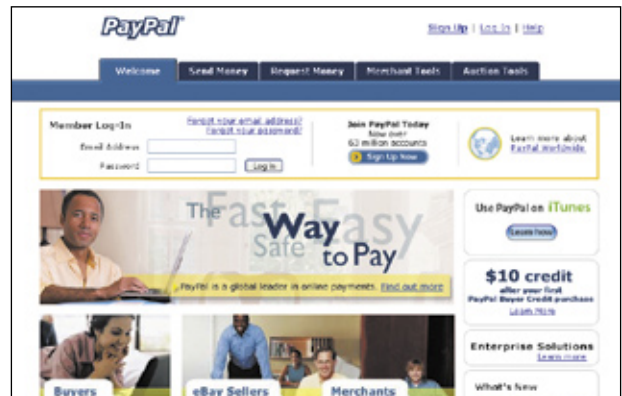 PayPal
Sign Up | Log In | Help
Welcome
Send Money
Request Money
Merchant Tools
Auction Tools
Member Log-In
Forgot your email address?
Forgot your password?
Email Address
Password
Log In
Join PayPal Today
Now over
63 million accounts
Sign Up Now
Learn more about
PayPal Worldwide
The Fast Easy
Safe Way
to Pay
PayPal is a global leader in online payments. Find out more
Use PayPal on iTunes
Learn how
$10 credit
after your first
PayPal Buyer Credit purchase
Learn More
Enterprise Solutions
Learn more
What's New
Buyers
eBay Sellers
Merchants